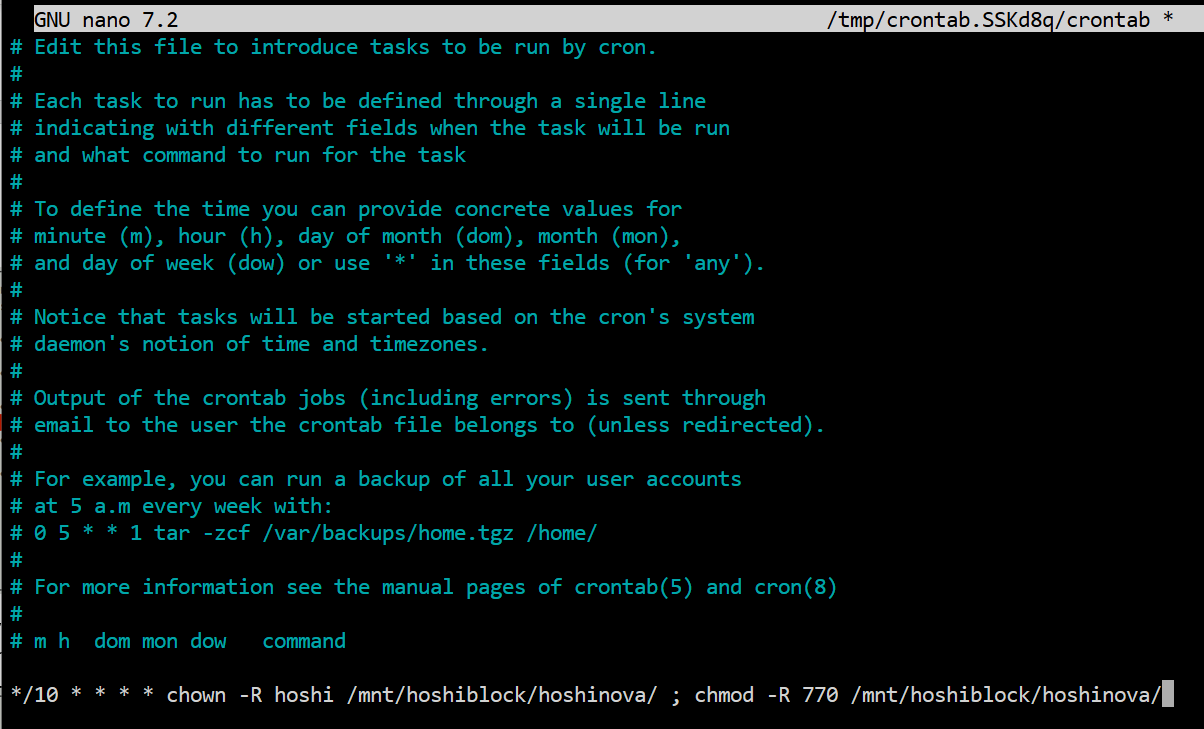 GNU nano 7.2 /tmp/crontab.SSKd8q/crontab *
# Edit this file to introduce tasks to be run by cron.
#
# Each task to run has to be defined through a single line
# indicating with different fields when the task will be run
# and what command to run for the task
#
# To define the time you can provide concrete values for
# minute (m), hour (h), day of month (dom), month (mon),
# and day of week (dow) or use '*' in these fields (for 'any').
#
# Notice that tasks will be started based on the cron's system
# daemon's notion of time and timezones.
#
# Output of the crontab jobs (including errors) is sent through
# email to the user the crontab file belongs to (unless redirected).
#
# For example, you can run a backup of all your user accounts
# at 5 a.m every week with:
# 0 5 * * 1 tar -zcf /var/backups/home.tgz /home/
#
# For more information see the manual pages of crontab(5) and cron(8)
#
# m h  dom mon dow   command
*/10 * * * * chown -R hoshi /mnt/hoshiblock/hoshinova/ ; chmod -R 770 /mnt/hoshiblock/hoshinova/